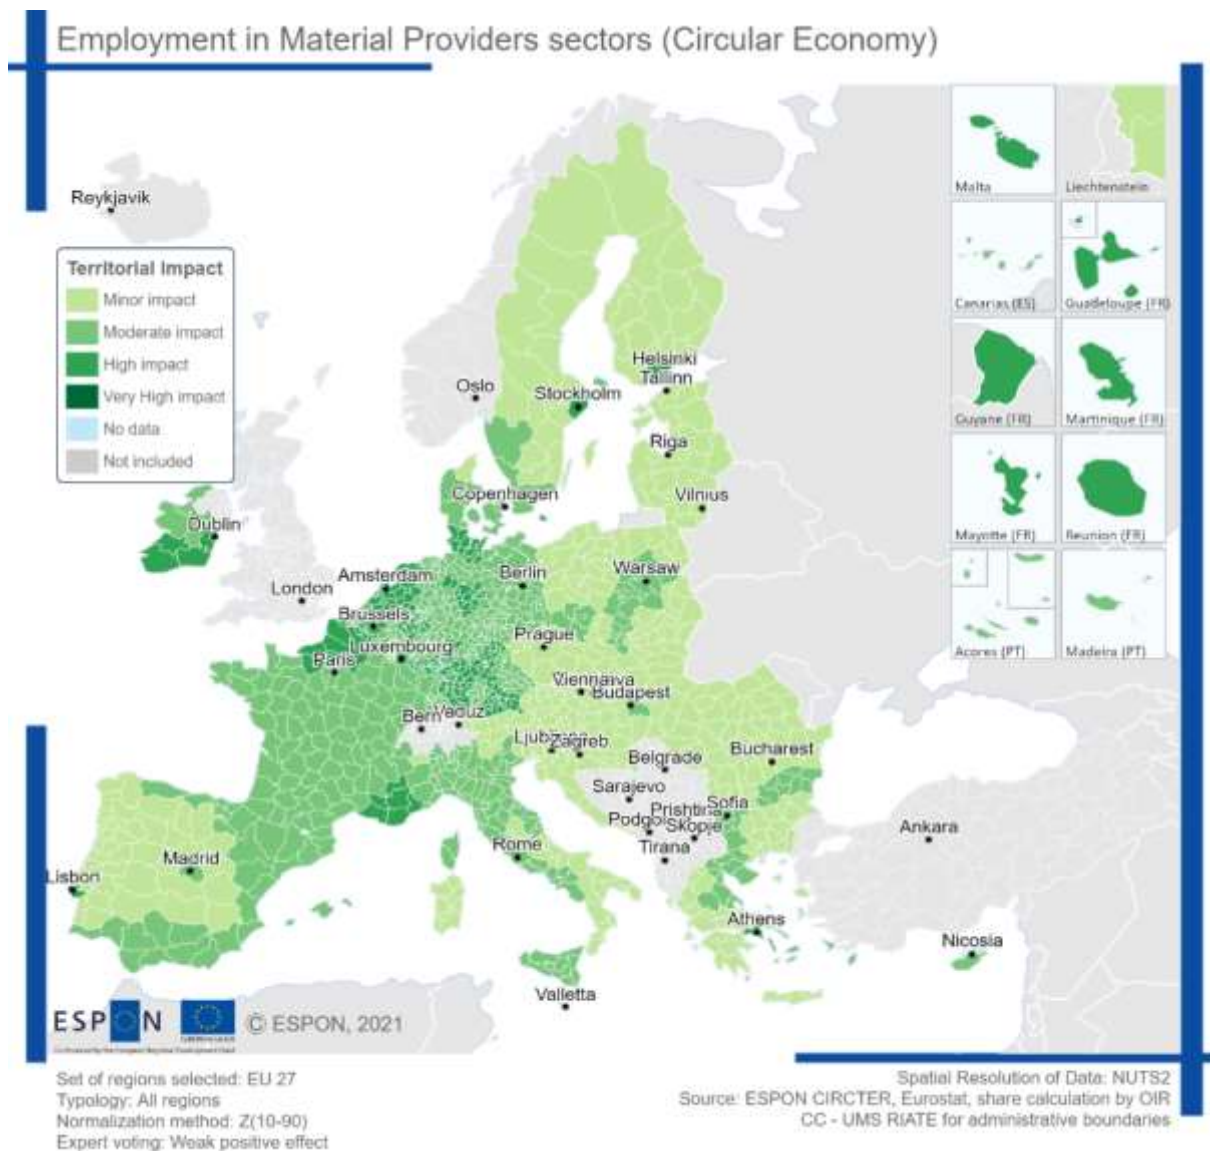 Employment in Material Providers sectors (Circular Economy)
Reykjavik
Territorial Impact
Minor impact
Moderate impact
High impact
Very High impact
No data
Not included
Malta
Liechtenstein
Canarias (ES)
Guadeloupe (FR)
Guyane (FR)
Martinique (FR)
Mayotte (FR)
Reunion (FR)
Acores (PT)
Madeira (PT)
Helsinki
Tallinn
Oslo
Stockholm
Riga
Vilnius
Copenhagen
Dublin
London
Amsterdam
Berlin
Warsaw
Brussels
Prague
Luxembourg
Paris
Vienna
Budapest
Bern
Vaduz
Zagreb
Belgrade
Bucharest
Sarajevo
Sofia
Prishtina
Skopje
Tirana
Ankara
Rome
Madrid
Lisbon
Athens
Nicosia
Valletta
ESPON
© ESPON, 2021
Set of regions selected: EU 27
Typology: All regions
Normalization method: Z(10-90)
Expert voting: Weak positive effect
Spatial Resolution of Data: NUTS2
Source: ESPON CIRCTER, Eurostat, share calculation by OIR
CC - UMS RIATE for administrative boundaries